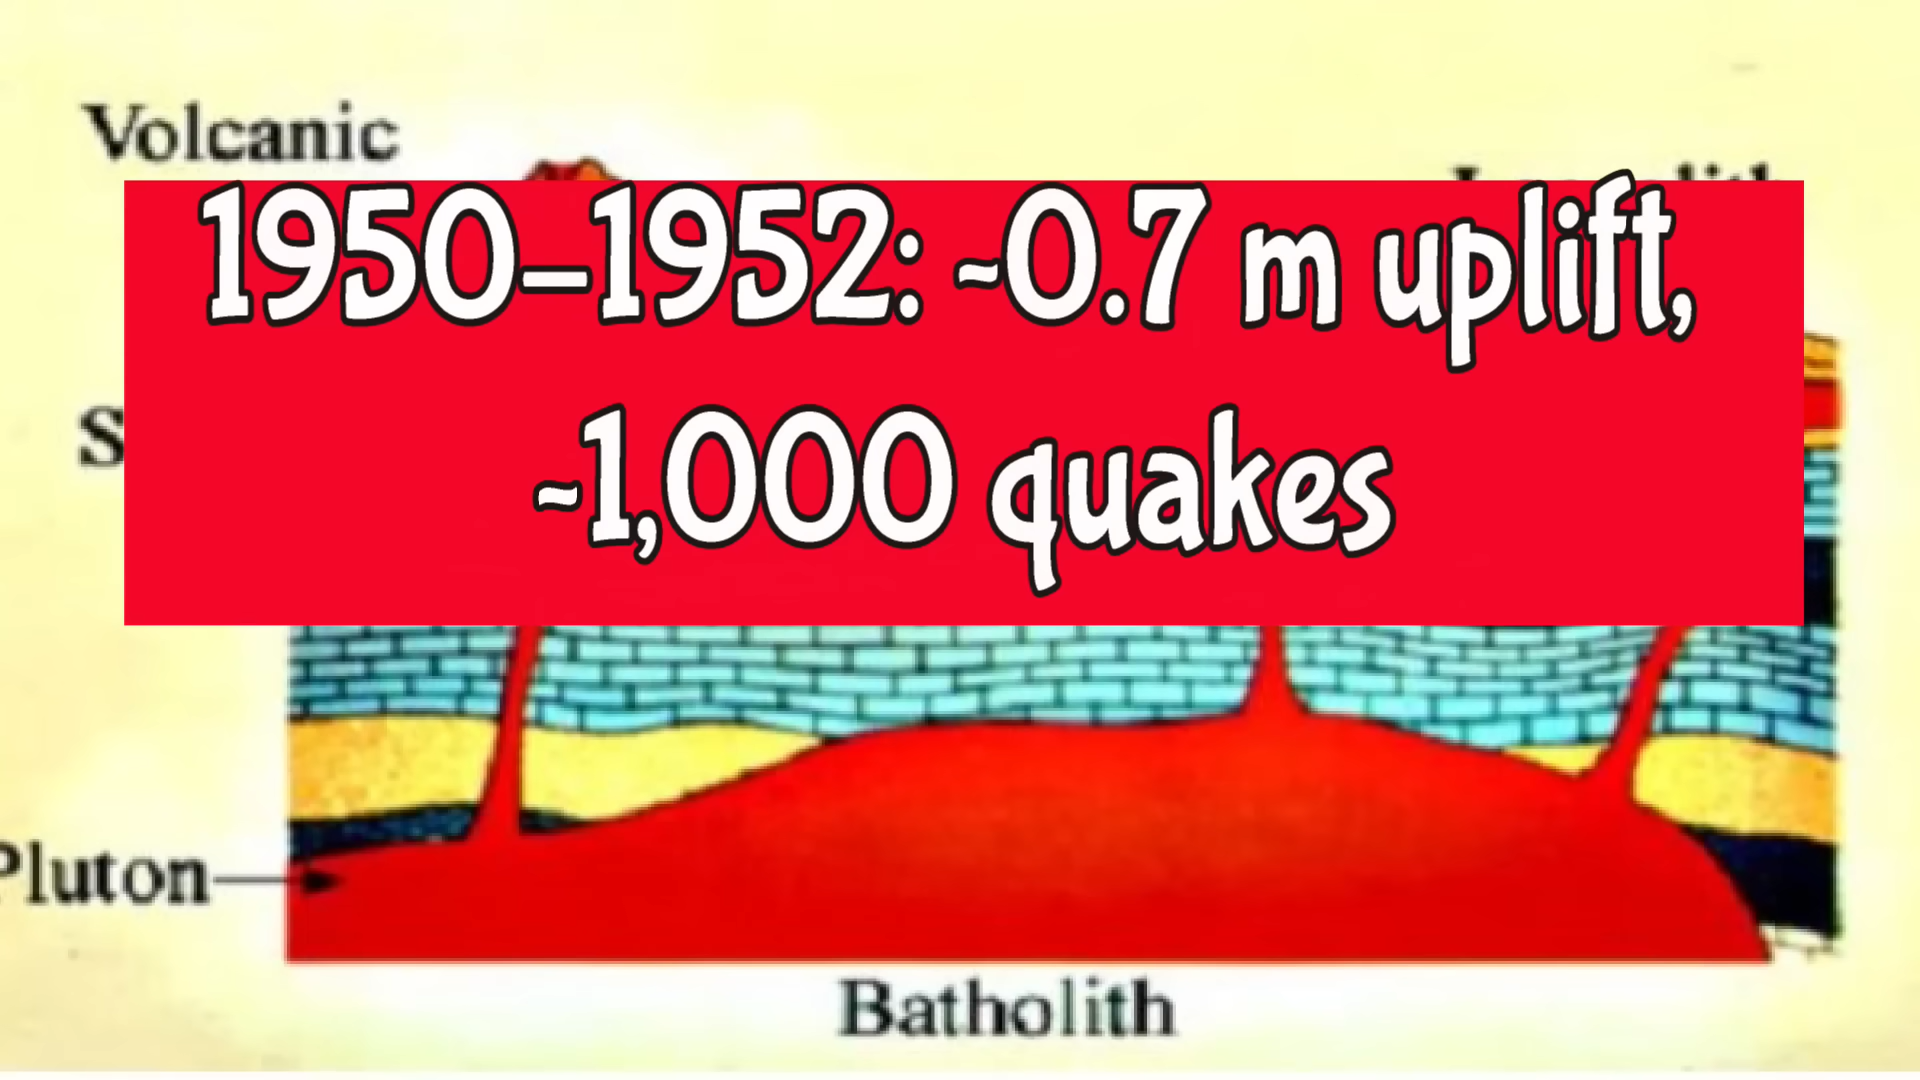 Volcanic
1950–1952: ~0.7 m uplift,
~1,000 quakes
Pluton
Batholith